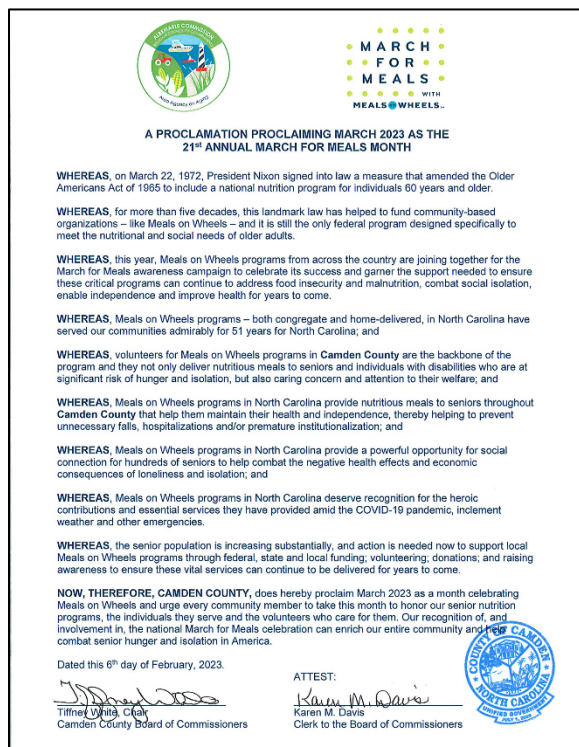 ALBEMARLE COMMISSION
Area Agency on Aging
MARCH
FOR
MEALS
WITH
MEALS ON WHEELS
A PROCLAMATION PROCLAIMING MARCH 2023 AS THE
21st ANNUAL MARCH FOR MEALS MONTH
WHEREAS, on March 22, 1972, President Nixon signed into law a measure that amended the Older
Americans Act of 1965 to include a national nutrition program for individuals 60 years and older.
WHEREAS, for more than five decades, this landmark law has helped to fund community-based
organizations – like Meals on Wheels – and it is still the only federal program designed specifically to
meet the nutritional and social needs of older adults.
WHEREAS, this year, Meals on Wheels programs from across the country are joining together for the
March for Meals awareness campaign to celebrate its success and garner the support needed to ensure
these critical programs can continue to address food insecurity and malnutrition, combat social isolation,
enable independence and improve health for years to come.
WHEREAS, Meals on Wheels programs – both congregate and home-delivered, in North Carolina have
served our communities admirably for 51 years for North Carolina; and
WHEREAS, volunteers for Meals on Wheels programs in Camden County are the backbone of the
program and they not only deliver nutritious meals to seniors and individuals with disabilities who are at
significant risk of hunger and isolation, but also caring concern and attention to their welfare; and
WHEREAS, Meals on Wheels programs in North Carolina provide nutritious meals to seniors throughout
Camden County that help them maintain their health and independence, thereby helping to prevent
unnecessary falls, hospitalizations and/or premature institutionalization; and
WHEREAS, Meals on Wheels programs in North Carolina provide a powerful opportunity for social
connection for hundreds of seniors to help combat the negative health effects and economic
consequences of loneliness and isolation; and
WHEREAS, Meals on Wheels programs in North Carolina deserve recognition for the heroic
contributions and essential services they have provided amid the COVID-19 pandemic, inclement
weather and other emergencies.
WHEREAS, the senior population is increasing substantially, and action is needed now to support local
Meals on Wheels programs through federal, state and local funding; volunteering; donations; and raising
awareness to ensure these vital services can continue to be delivered for years to come.
NOW, THEREFORE, CAMDEN COUNTY, does hereby proclaim March 2023 as a month celebrating
Meals on Wheels and urge every community member to take this month to honor our senior nutrition
programs, the individuals they serve and the volunteers who care for them. Our recognition of, and
involvement in, the national March for Meals celebration can enrich our entire community and help
combat senior hunger and isolation in America.
Dated this 6th day of February, 2023.
ATTEST:
Karen M. Davis
Tiffney White, Chair
Camden County Board of Commissioners
Karen M. Davis
Clerk to the Board of Commissioners
COUNTY OF CAMDEN
NORTH CAROLINA
UNIFIED GOVERNMENT